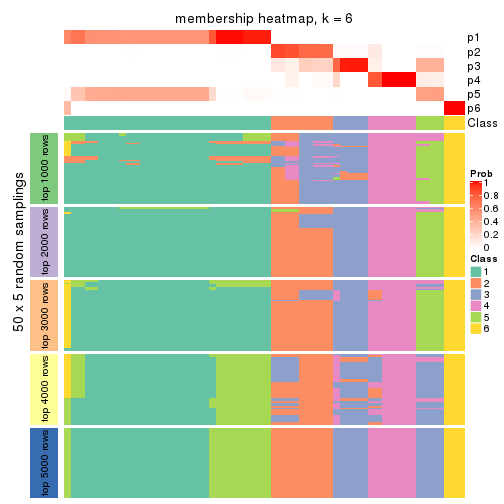 membership heatmap, k = 6
p1
p2
p3
p4
p5
p6
Class
50 x 5 random samplings
top 1000 rows
top 2000 rows
top 3000 rows
top 4000 rows
top 5000 rows
Prob
1
0.8
0.6
0.4
0.2
0
Class
1
2
3
4
5
6